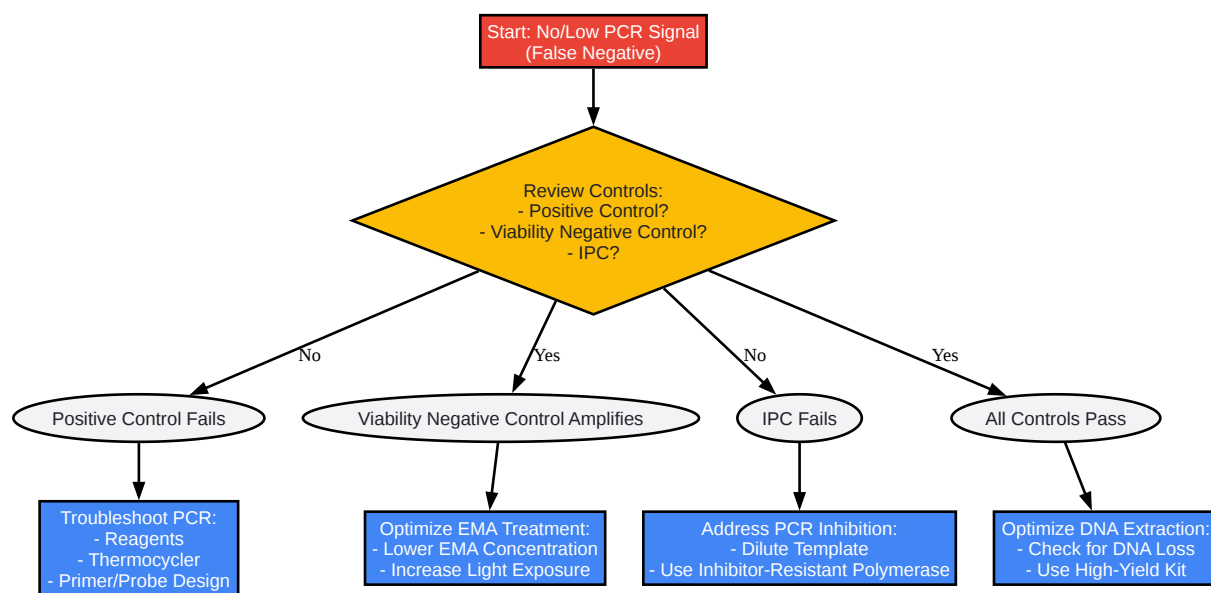 Start: No/Low PCR Signal
(False Negative)
Review Controls:
- Positive Control?
- Viability Negative Control?
- IPC?
No
Yes
No
Yes
Positive Control Fails
Viability Negative Control Amplifies
IPC Fails
All Controls Pass
Troubleshoot PCR:
- Reagents
- Thermocycler
- Primer/Probe Design
Optimize EMA Treatment:
- Lower EMA Concentration
- Increase Light Exposure
Address PCR Inhibition:
- Dilute Template
- Use Inhibitor-Resistant Polymerase
Optimize DNA Extraction:
- Check for DNA Loss
- Use High-Yield Kit